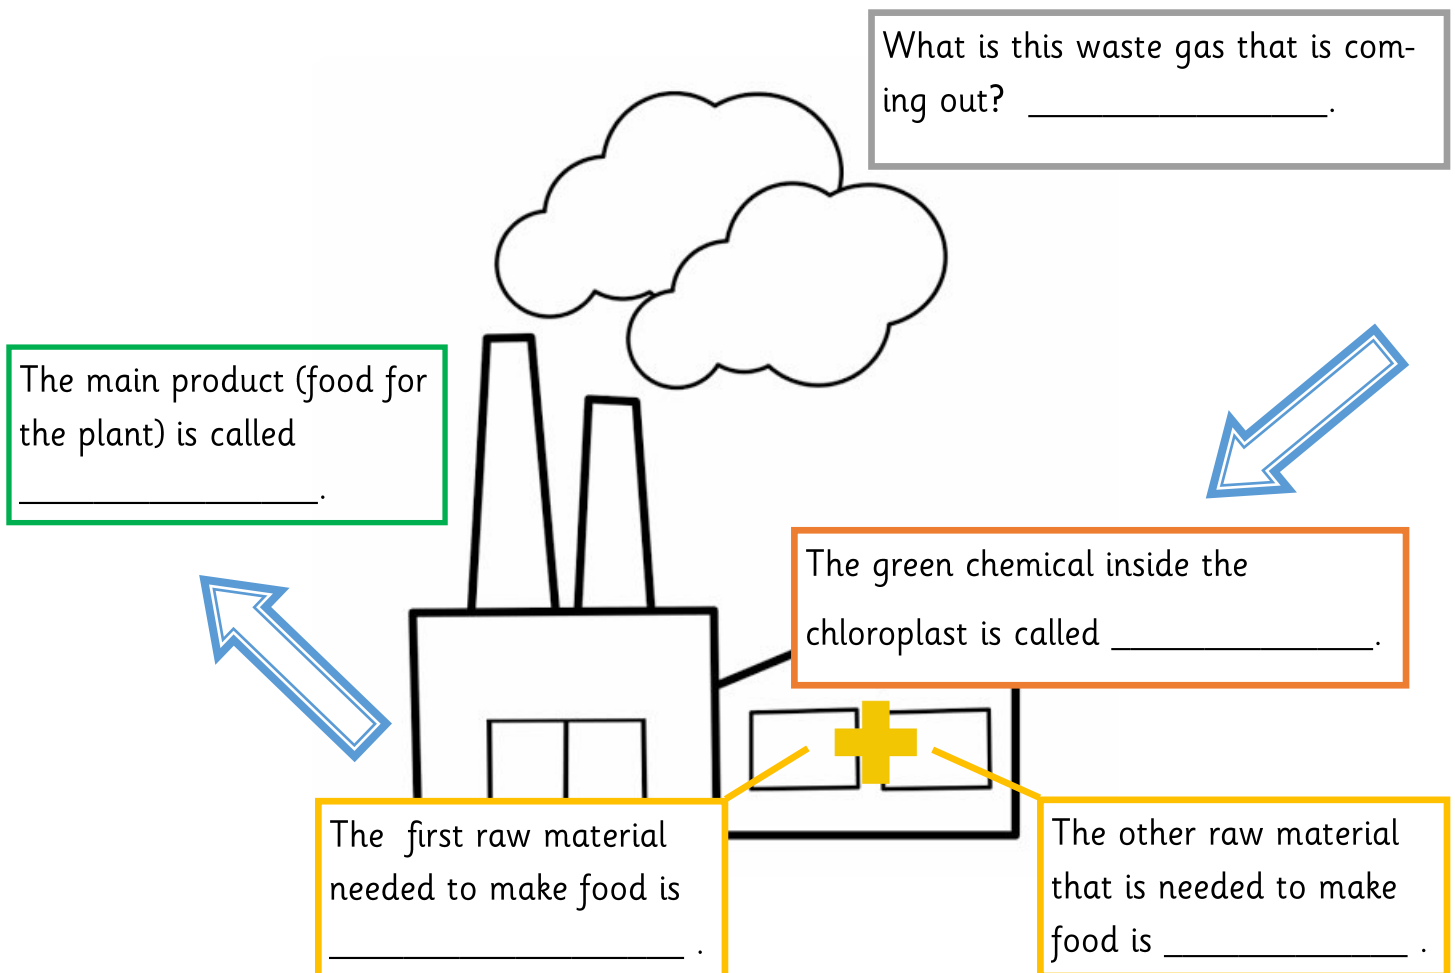 What is this waste gas that is com-
ing out? ________________.
The main product (food for
the plant) is called
________________.
The green chemical inside the
chloroplast is called ______________.
The first raw material
needed to make food is
___________________ .
The other raw material
that is needed to make
food is _____________ .